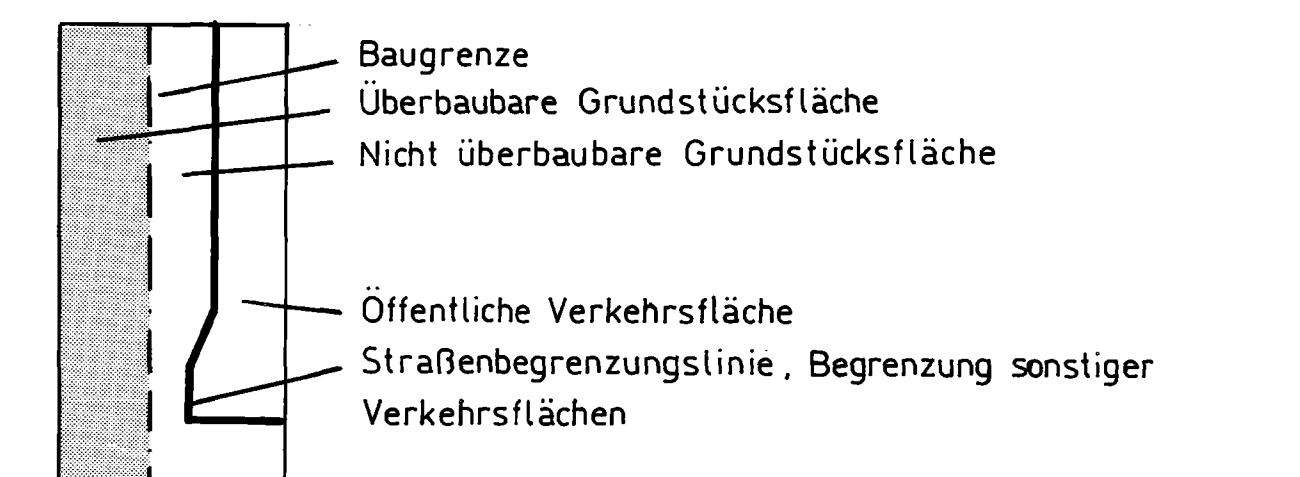 Baugrenze
Überbaubare Grundstücksfläche
Nicht überbaubare Grundstücksfläche
Öffentliche Verkehrsfläche
Straßenbegrenzungslinie, Begrenzung sonstiger
Verkehrsflächen